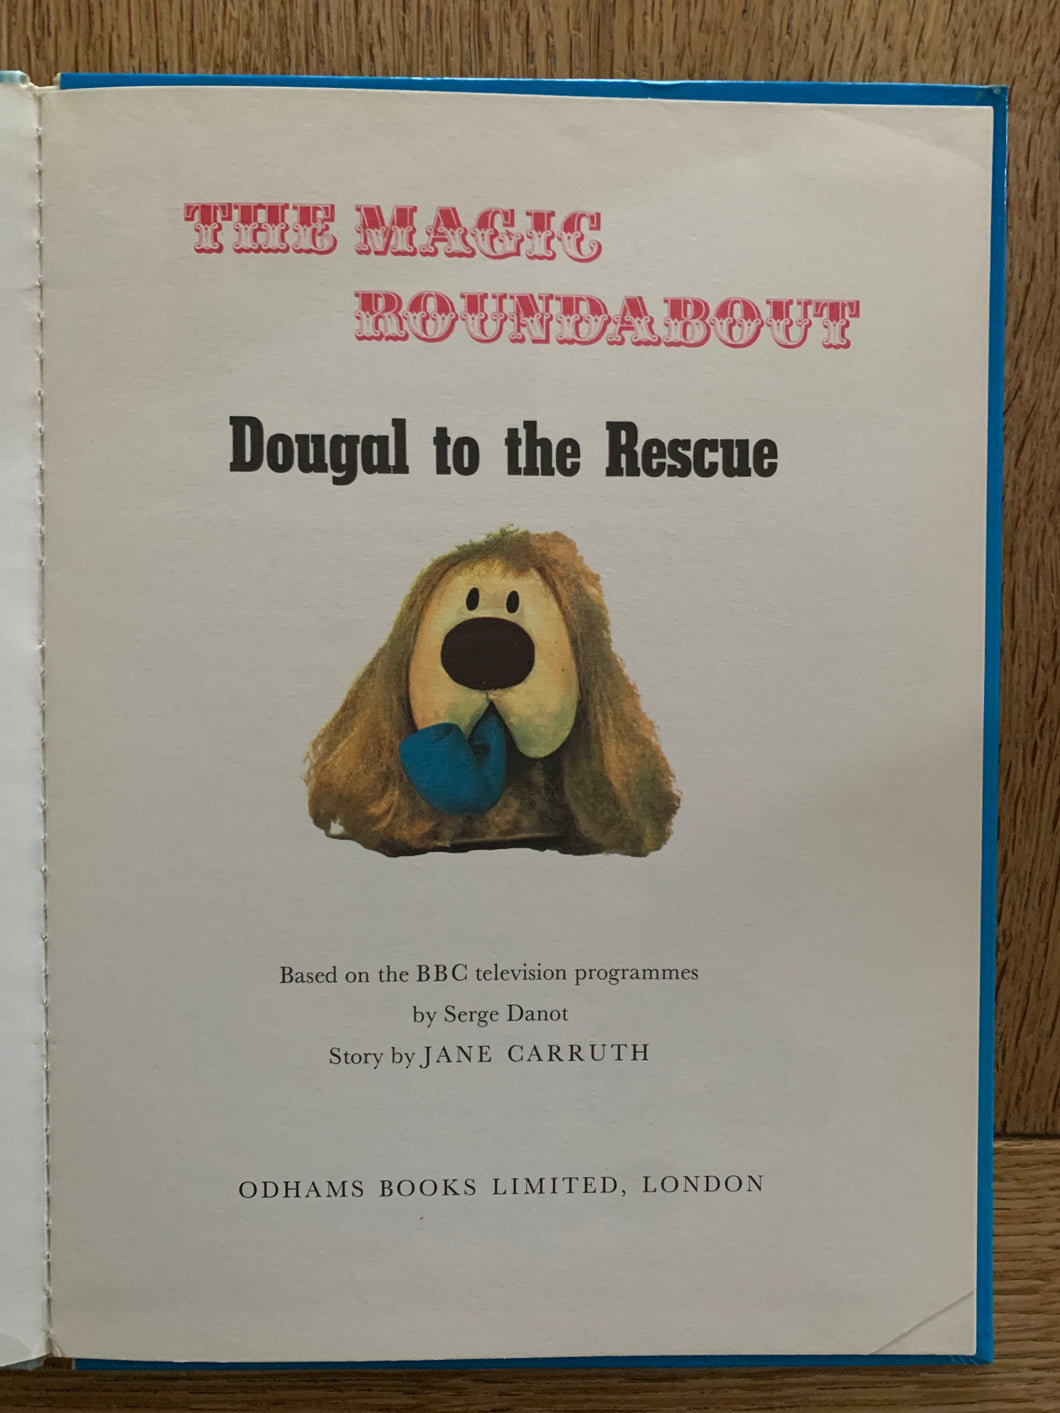 THE MAGIC
ROUNDABOUT
Dougal to the Rescue
Based on the BBC television programmes
by Serge Danot
Story by JANE CARRUTH
ODHAMS BOOKS LIMITED, LONDON